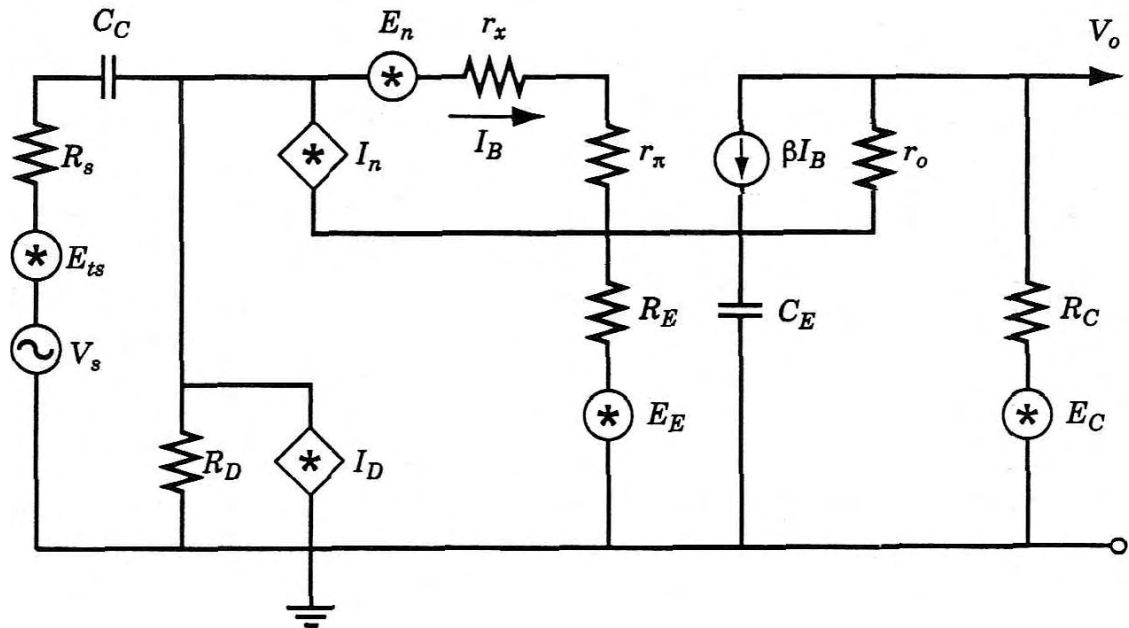 C_C
E_n
r_x
V_o
R_s
I_n
I_B
r_π
βI_B
r_o
E_ts
V_s
R_E
C_E
R_C
R_D
I_D
E_E
E_C